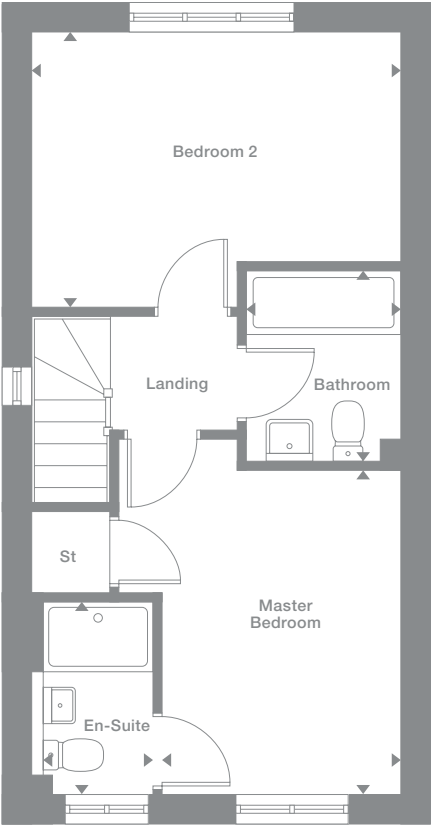 Bedroom 2
Landing
Bathroom
St
Master
Bedroom
En-Suite